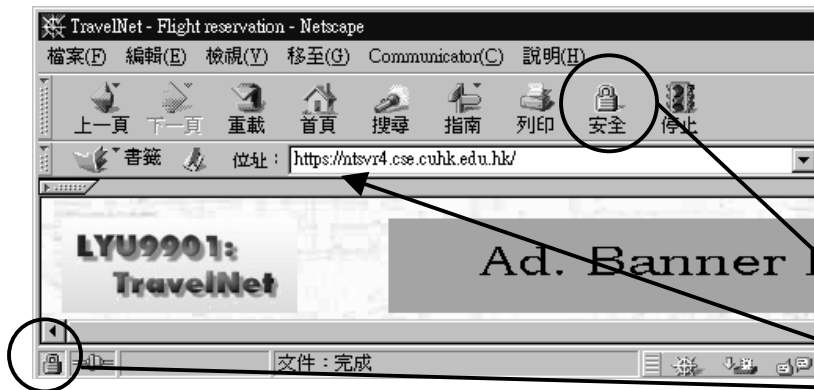 TravelNet - Flight reservation - Netscape
檔案(F) 編輯(E) 檢視(V) 移至(G) Communicator(C) 說明(H)
上一頁 下一頁 重載 首頁 搜尋 指南 列印 安全 停止
書籤 位址： https://ntsvr4.cse.cuhk.edu.hk/
LYU9901:
TravelNet
Ad. Banner
文件：完成